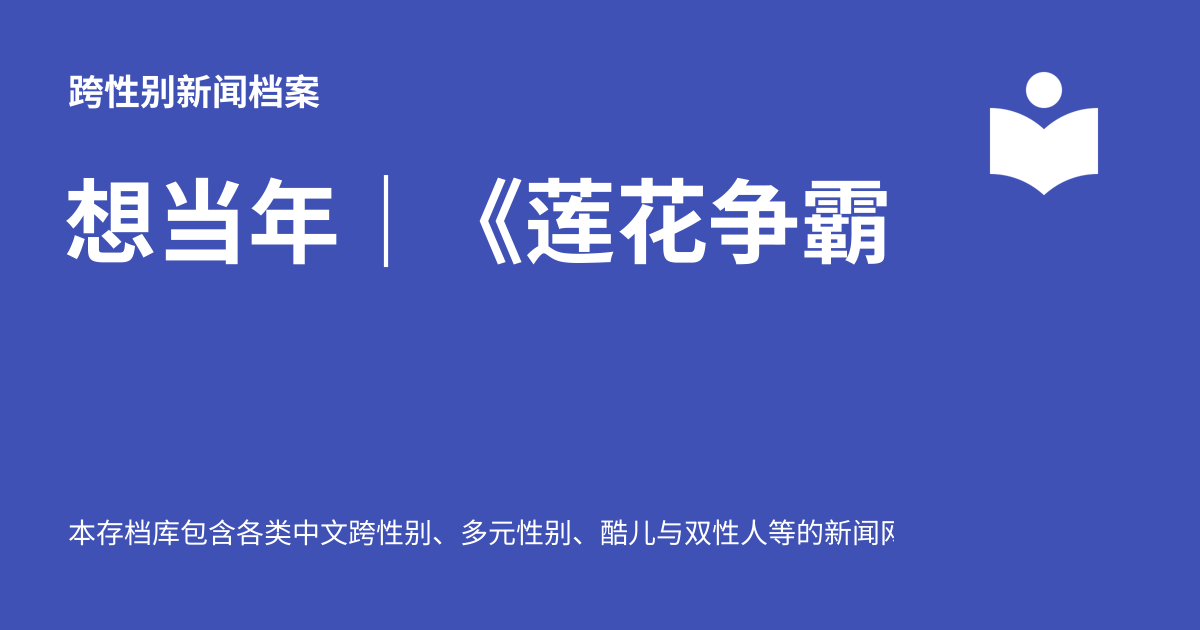 跨性别新闻档案
想当年｜《莲花争霸
本存档库包含各类中文跨性别、多元性别、酷儿与双性人等的新闻